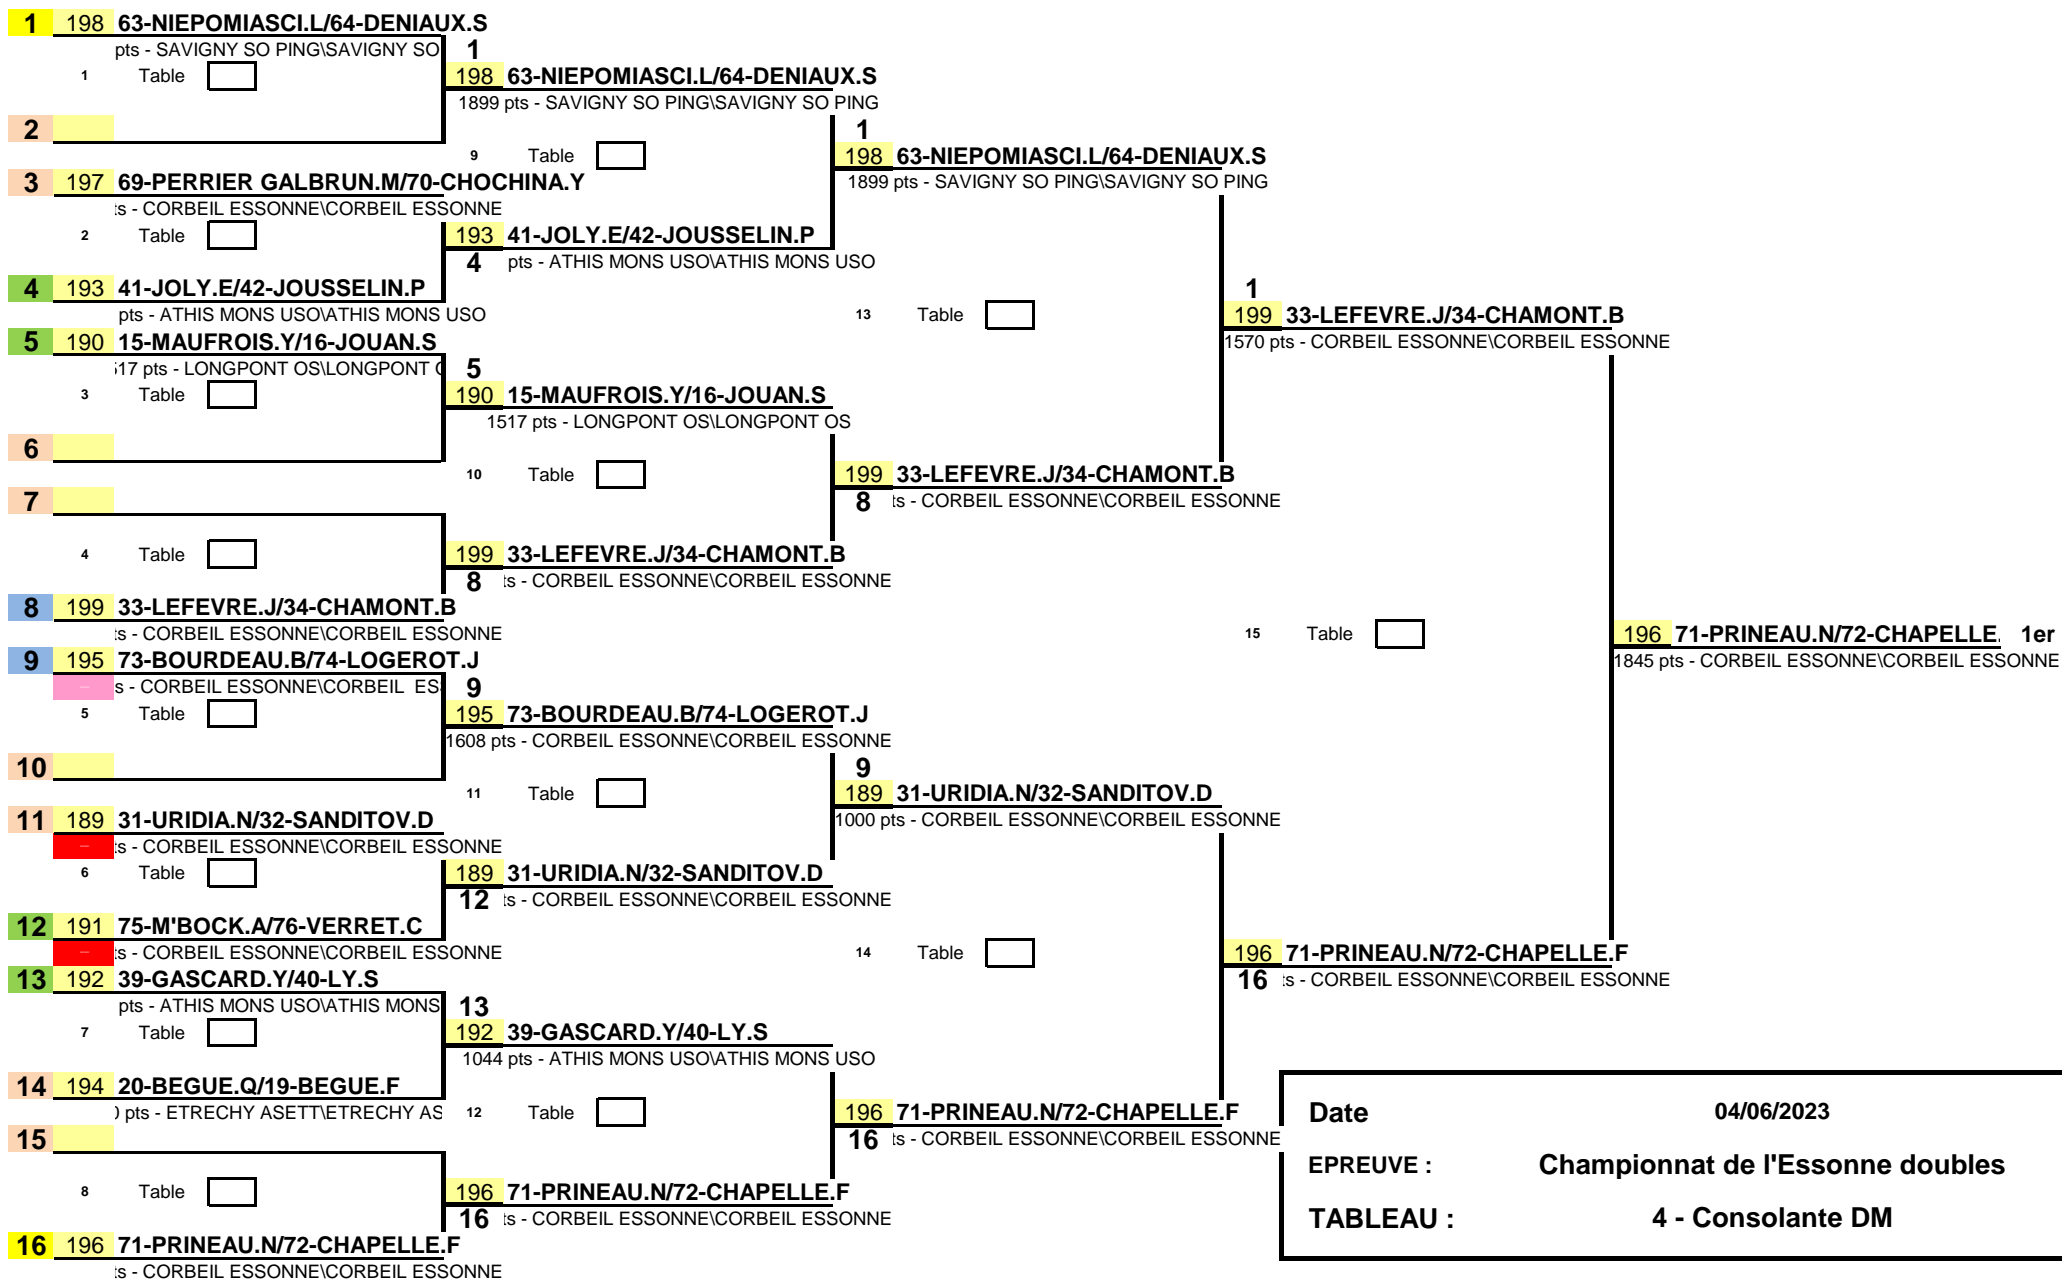 1 198 63-NIEPOMIASCI.L/64-DENIAUX.S
pts - SAVIGNY SO PING\SAVIGNY SO
1
1 Table
198 63-NIEPOMIASCI.L/64-DENIAUX.S
1899 pts - SAVIGNY SO PING\SAVIGNY SO PING
2
1
9 Table
198 63-NIEPOMIASCI.L/64-DENIAUX.S
1899 pts - SAVIGNY SO PING\SAVIGNY SO PING
3 197 69-PERRIER GALBRUN.M/70-CHOCHINA.Y
ts - CORBEIL ESSONNE\CORBEIL ESSONNE
2 Table
193 41-JOLY.E/42-JOUSSELIN.P
4 pts - ATHIS MONS USO\ATHIS MONS USO
4 193 41-JOLY.E/42-JOUSSELIN.P
pts - ATHIS MONS USO\ATHIS MONS USO
13 Table
1
199 33-LEFEVRE.J/34-CHAMONT.B
1570 pts - CORBEIL ESSONNE\CORBEIL ESSONNE
5 190 15-MAUFROIS.Y/16-JOUAN.S
517 pts - LONGPONT OS\LONGPONT
5
3 Table
190 15-MAUFROIS.Y/16-JOUAN.S
1517 pts - LONGPONT OS\LONGPONT OS
6
10 Table
199 33-LEFEVRE.J/34-CHAMONT.B
8 ts - CORBEIL ESSONNE\CORBEIL ESSONNE
7
4 Table
199 33-LEFEVRE.J/34-CHAMONT.B
8 ts - CORBEIL ESSONNE\CORBEIL ESSONNE
8 199 33-LEFEVRE.J/34-CHAMONT.B
ts - CORBEIL ESSONNE\CORBEIL ESSONNE
15 Table
196 71-PRINEAU.N/72-CHAPELLE. 1er
1845 pts - CORBEIL ESSONNE\CORBEIL ESSONNE
9 195 73-BOURDEAU.B/74-LOGEROT.J
– s - CORBEIL ESSONNE\CORBEIL ES
9
5 Table
195 73-BOURDEAU.B/74-LOGEROT.J
1608 pts - CORBEIL ESSONNE\CORBEIL ESSONNE
10
9
11 Table
189 31-URIDIA.N/32-SANDITOV.D
1000 pts - CORBEIL ESSONNE\CORBEIL ESSONNE
11 189 31-URIDIA.N/32-SANDITOV.D
– ts - CORBEIL ESSONNE\CORBEIL ESSONNE
6 Table
189 31-URIDIA.N/32-SANDITOV.D
12 ts - CORBEIL ESSONNE\CORBEIL ESSONNE
12 191 75-M'BOCK.A/76-VERRET.C
– ts - CORBEIL ESSONNE\CORBEIL ESSONNE
14 Table
196 71-PRINEAU.N/72-CHAPELLE.F
16 ts - CORBEIL ESSONNE\CORBEIL ESSONNE
13 192 39-GASCARD.Y/40-LY.S
pts - ATHIS MONS USO\ATHIS MONS
13
7 Table
192 39-GASCARD.Y/40-LY.S
1044 pts - ATHIS MONS USO\ATHIS MONS USO
14 194 20-BEGUE.Q/19-BEGUE.F
pts - ETRECHY ASETT\ETRECHY AS
12 Table
196 71-PRINEAU.N/72-CHAPELLE.F
16 ts - CORBEIL ESSONNE\CORBEIL ESSONNE
15
8 Table
196 71-PRINEAU.N/72-CHAPELLE.F
16 ts - CORBEIL ESSONNE\CORBEIL ESSONNE
16 196 71-PRINEAU.N/72-CHAPELLE.F
ts - CORBEIL ESSONNE\CORBEIL ESSONNE
Date 04/06/2023
EPREUVE : Championnat de l'Essonne doubles
TABLEAU : 4 - Consolante DM